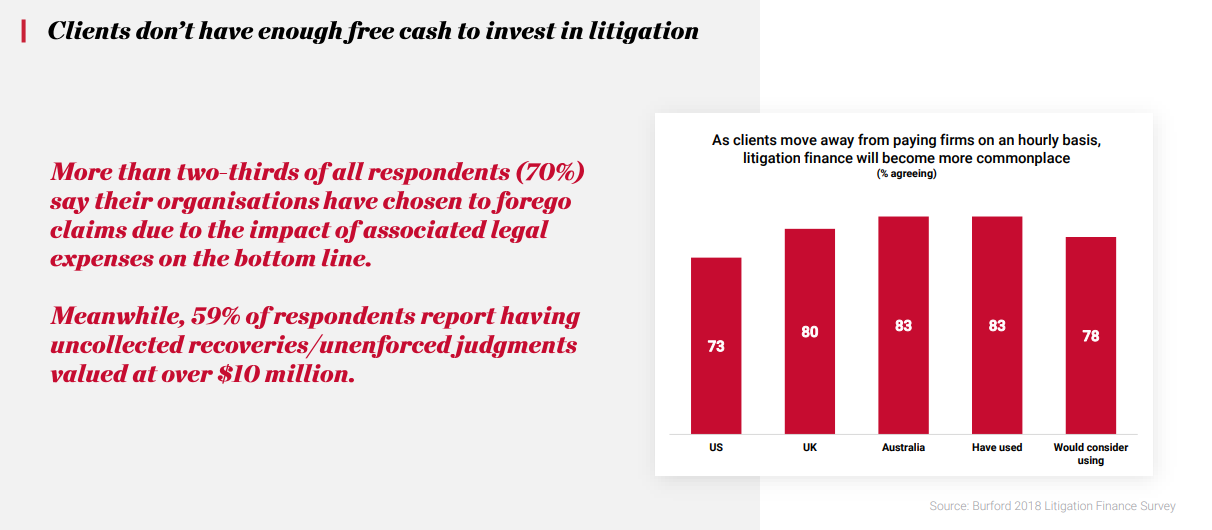 Clients don’t have enough free cash to invest in litigation
More than two-thirds of all respondents (70%)
say their organisations have chosen to forego
claims due to the impact of associated legal
expenses on the bottom line.
Meanwhile, 59% of respondents report having
uncollected recoveries/unenforced judgments
valued at over $10 million.
As clients move away from paying firms on an hourly basis,
litigation finance will become more commonplace
(% agreeing)
73
80
83
83
78
US
UK
Australia
Have used
Would consider
using
Source: Burford 2018 Litigation Finance Survey